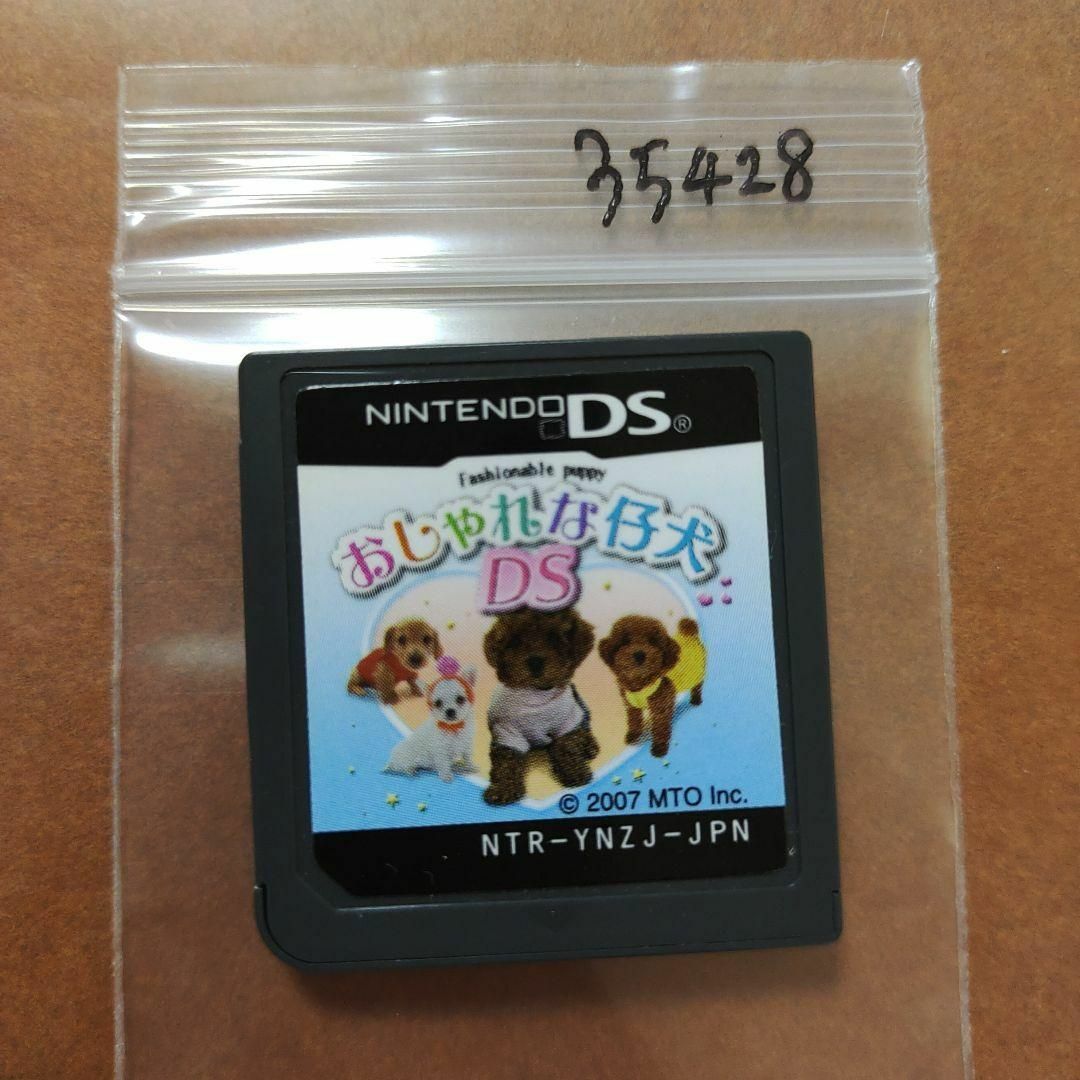 35428
NINTENDO DS®
Fashionable puppy
おしゃれな仔犬
DS
© 2007 MTO Inc.
NTR-YNZJ-JPN